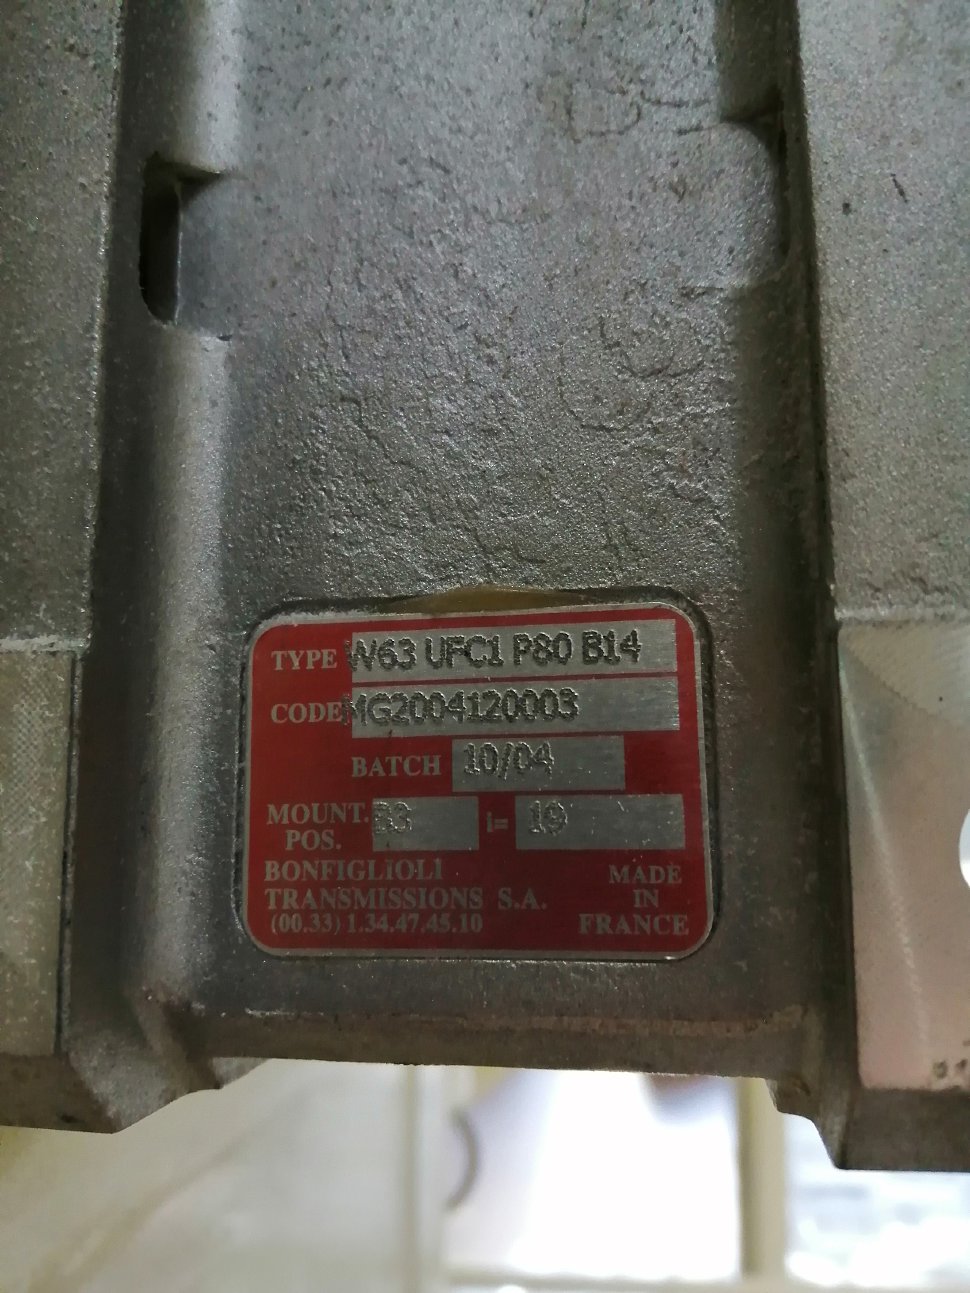 TYPE W63 UFC1 P80 B14
CODE MG2004120003
BATCH 10/04
MOUNT. POS. B3 i= 19
BONFIGLIOLI
TRANSMISSIONS S.A.
(00.33) 1.34.47.45.10
MADE
IN
FRANCE